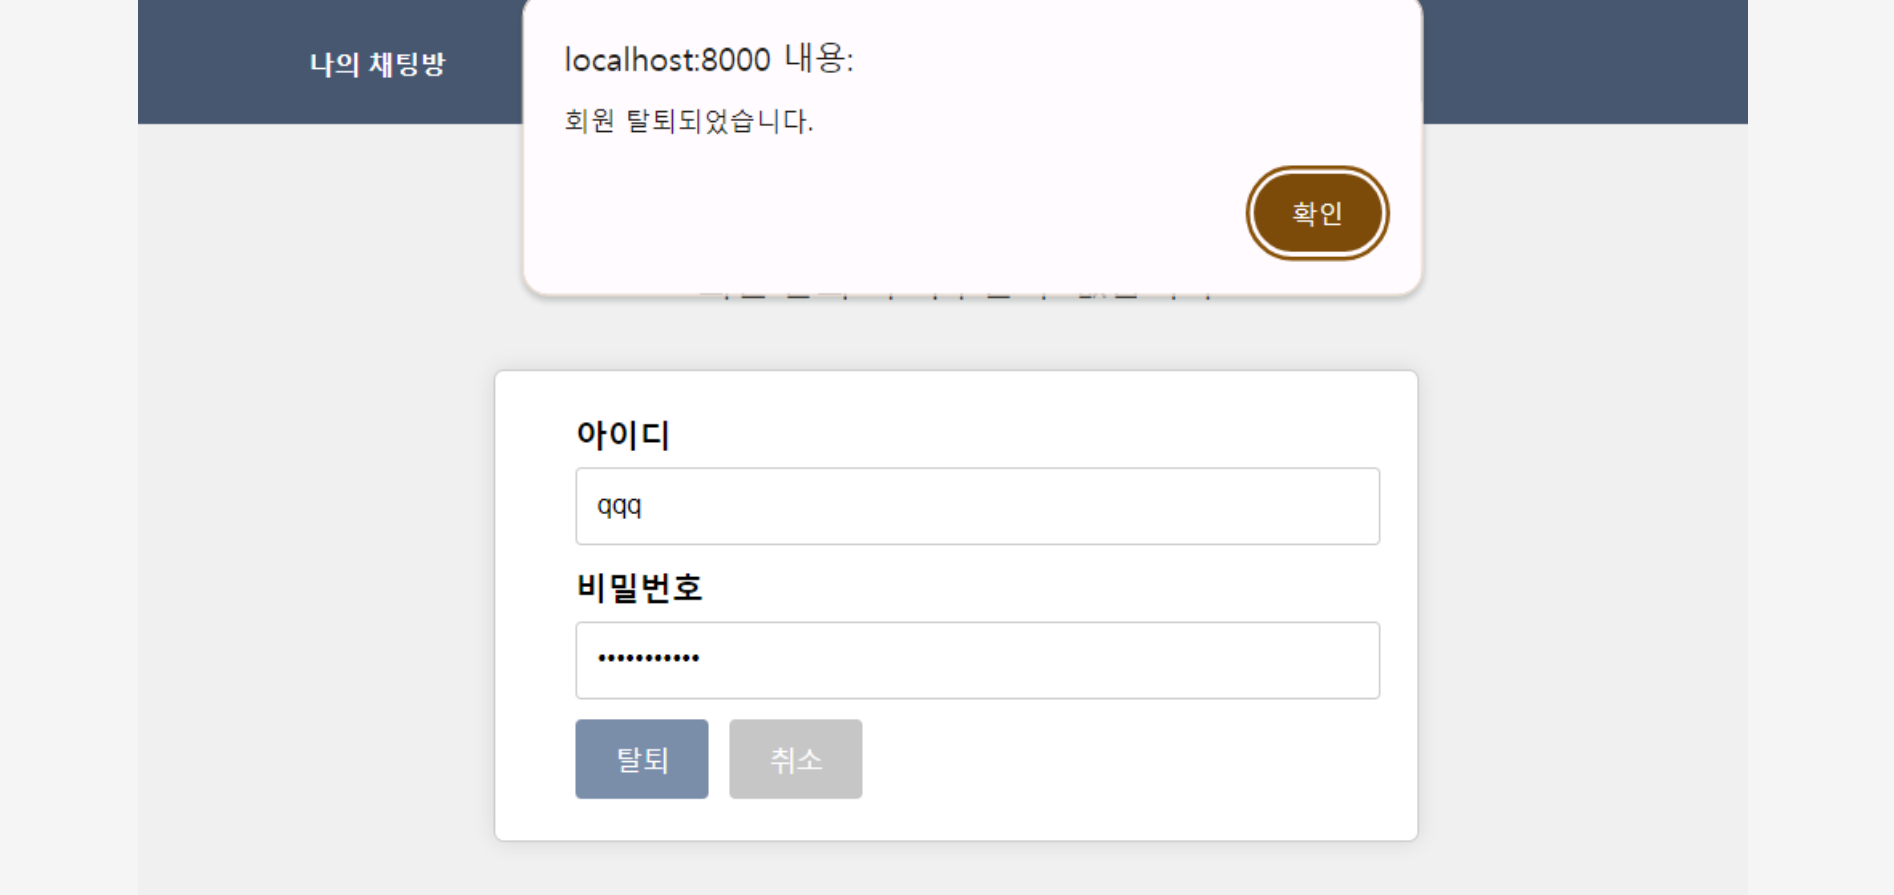 나의 채팅방
localhost:8000 내용:
회원 탈퇴되었습니다.
확인
아이디
qqq
비밀번호
•••••••••••
탈퇴
취소